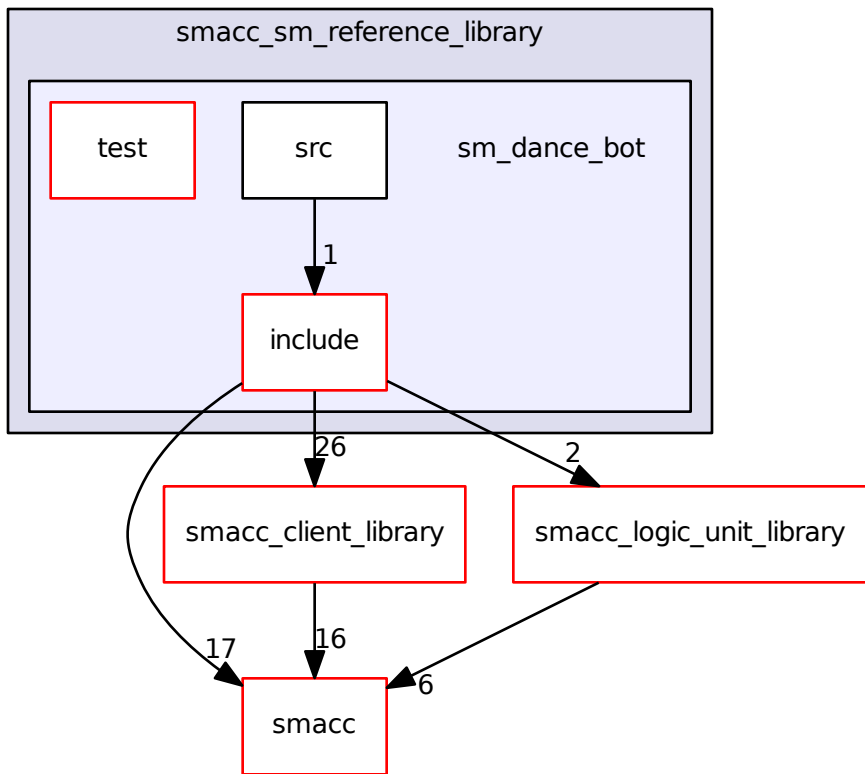 smacc_sm_reference_library
test
src
sm_dance_bot
1
include
26
2
smacc_client_library
smacc_logic_unit_library
17
16
6
smacc